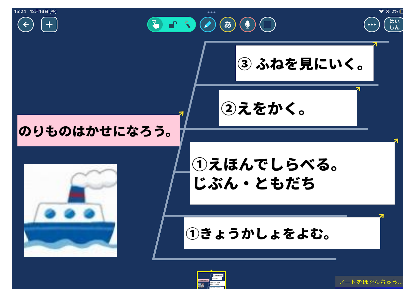 あ
③ ふねを見にいく。
②えをかく。
のりものはかせになろう。
①えほんでしらべる。
じぶん・ともだち
①きょうかしょをよむ。